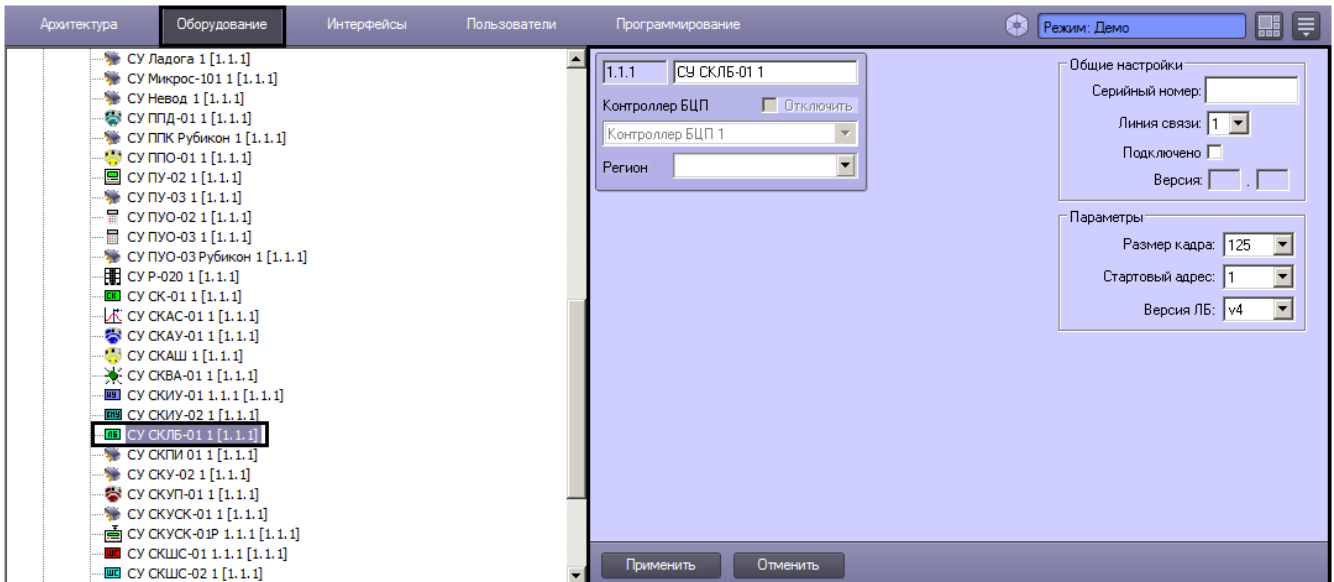 Архитектура Оборудование Интерфейсы Пользователи Программирование Режим: Демо
СУ Ладога 1 [1.1.1]
СУ Микрос-101 1 [1.1.1]
СУ Невод 1 [1.1.1]
СУ ППД-01 1 [1.1.1]
СУ ППК Рубикон 1 [1.1.1]
СУ ППО-01 1 [1.1.1]
СУ ПУ-02 1 [1.1.1]
СУ ПУ-03 1 [1.1.1]
СУ ПУО-02 1 [1.1.1]
СУ ПУО-03 1 [1.1.1]
СУ ПУО-03 Рубикон 1 [1.1.1]
СУ Р-020 1 [1.1.1]
СК СУ СК-01 1 [1.1.1]
СУ СКАС-01 1 [1.1.1]
СУ СКАУ-01 1 [1.1.1]
СУ СКАШ 1 [1.1.1]
СУ СКВА-01 1 [1.1.1]
ИУ СУ СКИУ-01 1.1.1 [1.1.1]
СУ СКИУ-02 1 [1.1.1]
ЛБ СУ СКЛБ-01 1 [1.1.1]
СУ СКПИ 01 1 [1.1.1]
СУ СКУ-02 1 [1.1.1]
СУ СКУП-01 1 [1.1.1]
СУ СКУСК-01 1 [1.1.1]
СУ СКУСК-01Р 1.1.1 [1.1.1]
ШС СУ СКШС-01 1.1.1 [1.1.1]
ШС СУ СКШС-02 1 [1.1.1]
1.1.1 СУ СКЛБ-01 1
Контроллер БЦП Отключить
Контроллер БЦП 1
Регион
Общие настройки
Серийный номер:
Линия связи: 1
Подключено
Версия: .
Параметры
Размер кадра: 125
Стартовый адрес: 1
Версия ЛБ: v4
Применить Отменить